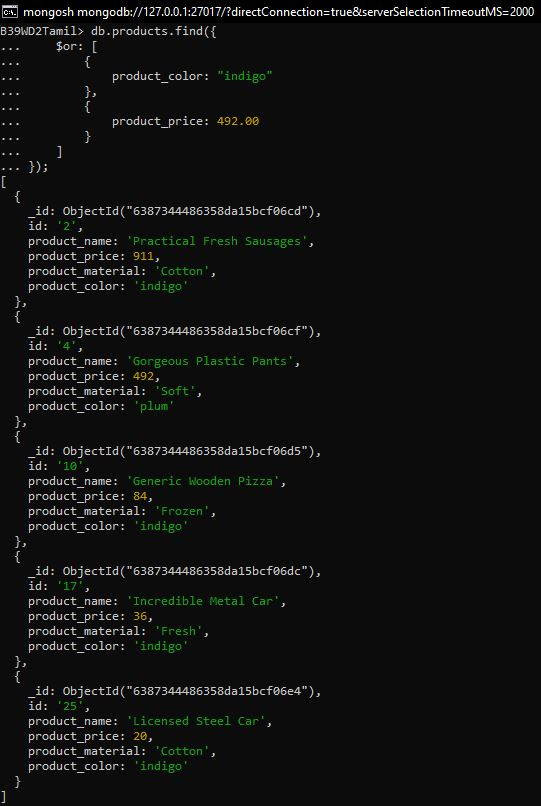 mongosh mongodb://127.0.0.1:27017/?directConnection=true&serverSelectionTimeoutMS=2000
B39WD2Tamil> db.products.find({
...     $or: [
...         {
...             product_color: "indigo"
...         },
...         {
...             product_price: 492.00
...         }
...     ]
... });
[
  {
    _id: ObjectId("6387344486358da15bcf06cd"),
    id: '2',
    product_name: 'Practical Fresh Sausages',
    product_price: 911,
    product_material: 'Cotton',
    product_color: 'indigo'
  },
  {
    _id: ObjectId("6387344486358da15bcf06cf"),
    id: '4',
    product_name: 'Gorgeous Plastic Pants',
    product_price: 492,
    product_material: 'Soft',
    product_color: 'plum'
  },
  {
    _id: ObjectId("6387344486358da15bcf06d5"),
    id: '10',
    product_name: 'Generic Wooden Pizza',
    product_price: 84,
    product_material: 'Frozen',
    product_color: 'indigo'
  },
  {
    _id: ObjectId("6387344486358da15bcf06dc"),
    id: '17',
    product_name: 'Incredible Metal Car',
    product_price: 36,
    product_material: 'Fresh',
    product_color: 'indigo'
  },
  {
    _id: ObjectId("6387344486358da15bcf06e4"),
    id: '25',
    product_name: 'Licensed Steel Car',
    product_price: 20,
    product_material: 'Cotton',
    product_color: 'indigo'
  }
]